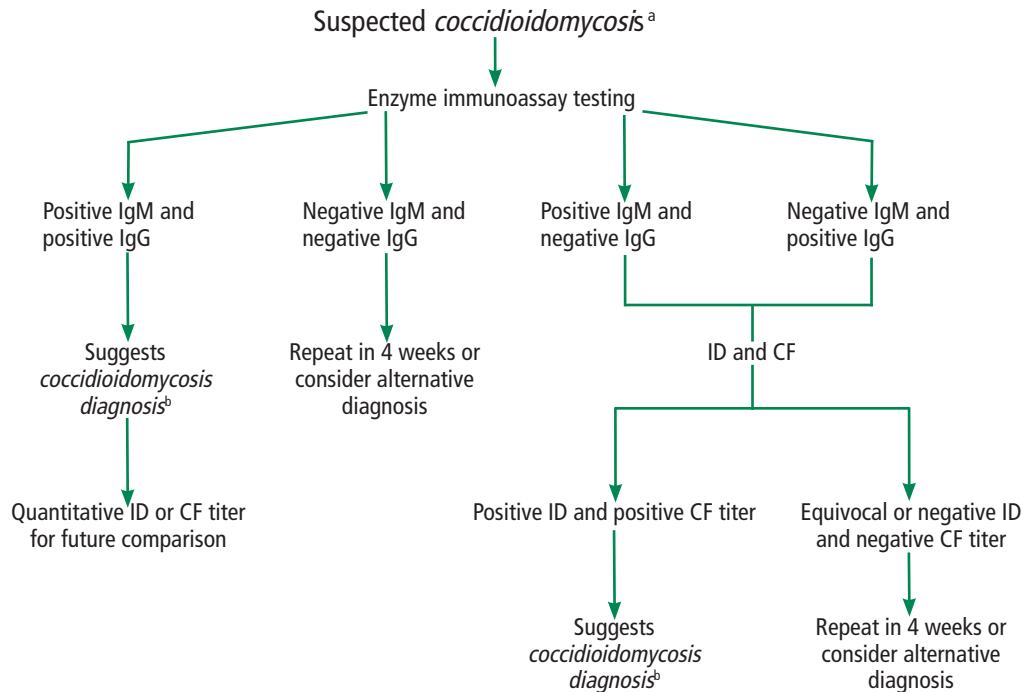 Suspected coccidioidomycosis a
Enzyme immunoassay testing
Positive IgM and
positive IgG
Negative IgM and
negative IgG
Positive IgM and
negative IgG
Negative IgM and
positive IgG
Suggests
coccidioidomycosis
diagnosis b
Repeat in 4 weeks or
consider alternative
diagnosis
ID and CF
Quantitative ID or CF titer
for future comparison
Positive ID and positive CF titer
Equivocal or negative ID
and negative CF titer
Suggests
coccidioidomycosis
diagnosis b
Repeat in 4 weeks or
consider alternative
diagnosis